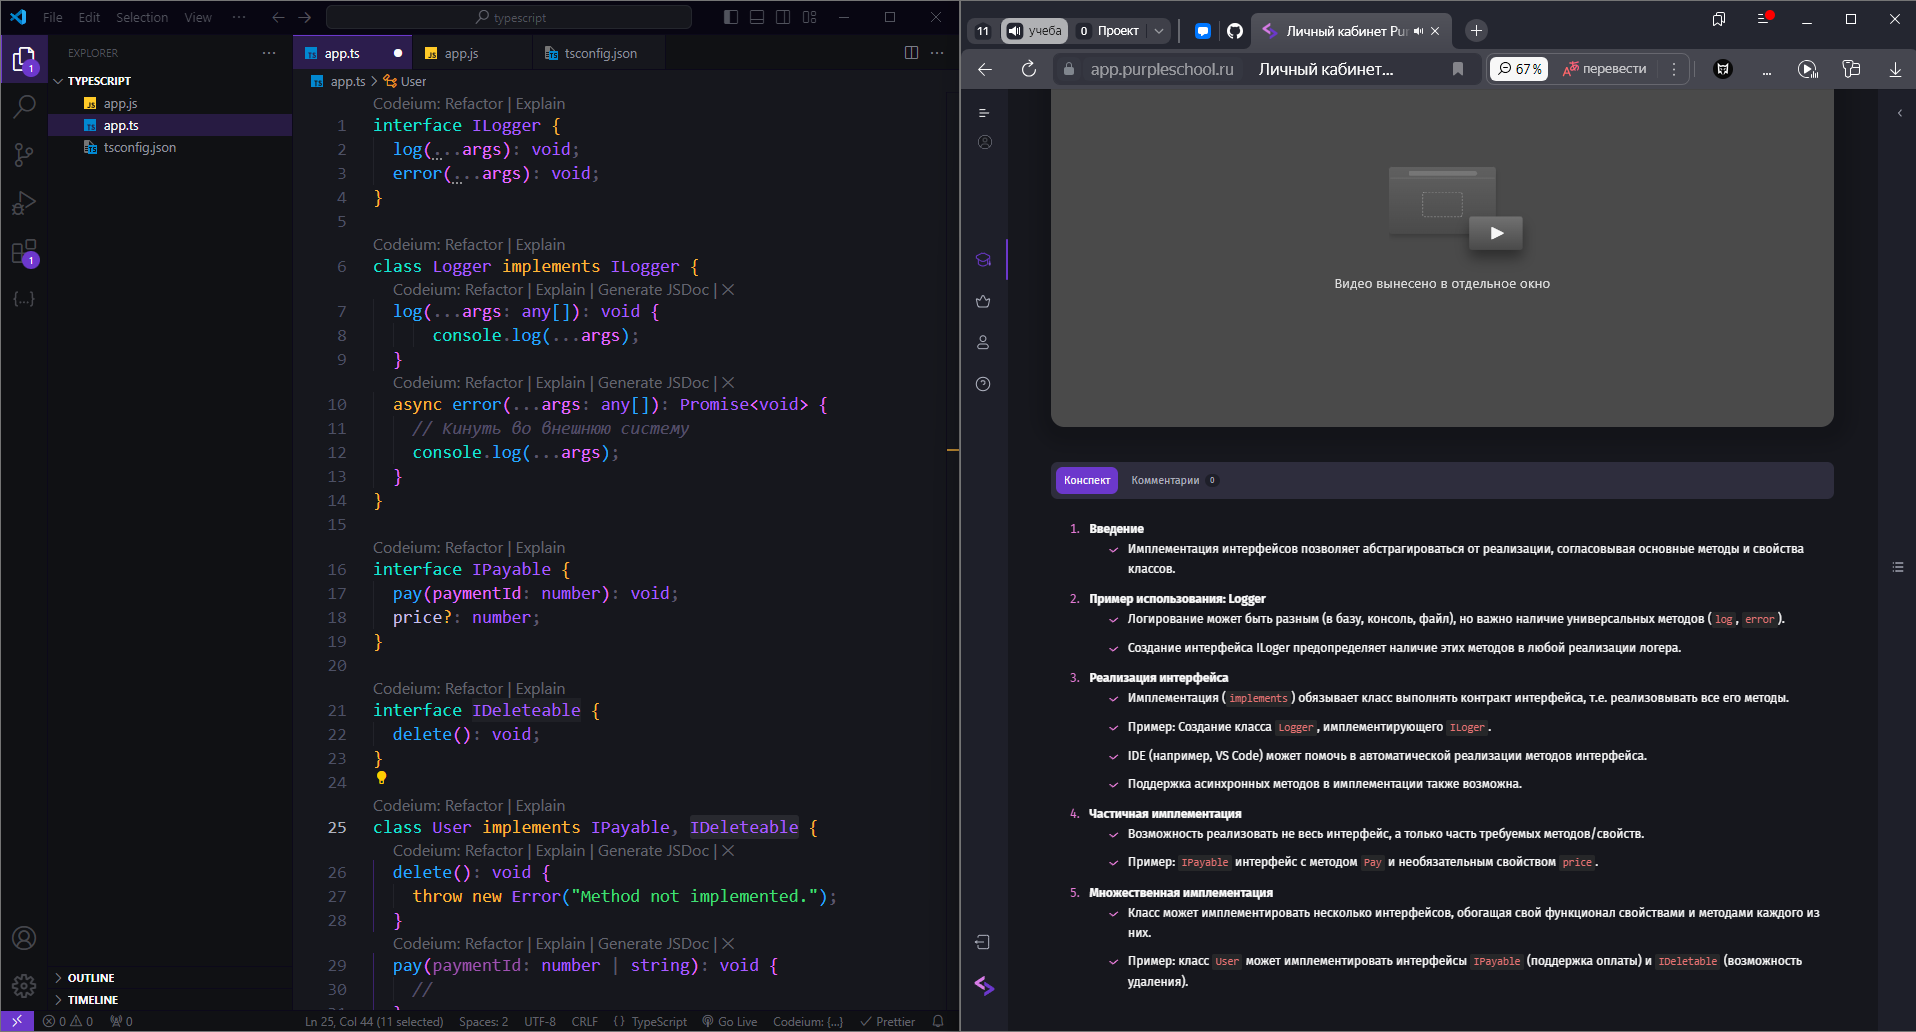 File Edit Selection View ··· typescript
EXPLORER ···
TYPESCRIPT
app.js
app.ts
tsconfig.json
OUTLINE
TIMELINE
app.ts app.js tsconfig.json
app.ts > User
Codeium: Refactor | Explain
1 interface ILogger {
2 log(...args): void;
3 error(...args): void;
4 }
5
Codeium: Refactor | Explain
6 class Logger implements ILogger {
Codeium: Refactor | Explain | Generate JSDoc | X
7 log(...args: any[]): void {
8 console.log(...args);
9 }
Codeium: Refactor | Explain | Generate JSDoc | X
10 async error(...args: any[]): Promise<void> {
11 // Кинуть во внешнюю систему
12 console.log(...args);
13 }
14 }
15
Codeium: Refactor | Explain
16 interface IPayable {
17 pay(paymentId: number): void;
18 price?: number;
19 }
20
Codeium: Refactor | Explain
21 interface IDeleteable {
22 delete(): void;
23 }
24
Codeium: Refactor | Explain
25 class User implements IPayable, IDeleteable {
Codeium: Refactor | Explain | Generate JSDoc | X
26 delete(): void {
27 throw new Error("Method not implemented.");
28 }
Codeium: Refactor | Explain | Generate JSDoc | X
29 pay(paymentId: number | string): void {
30 //
0 0 0 Ln 25, Col 44 (11 selected) Spaces: 2 UTF-8 CRLF {} TypeScript Go Live Codeium: {...} Prettier
11 учеба 0 Проект Личный кабинет Pur
app.purpleschool.ru Личный кабинет... 67 % перевести
Видео вынесено в отдельное окно
Конспект Комментарии 0
1. Введение
Имплементация интерфейсов позволяет абстрагироваться от реализации, согласовывая основные методы и свойства
классов.
2. Пример использования: Logger
Логирование может быть разным (в базу, консоль, файл), но важно наличие универсальных методов ( log , error ).
Создание интерфейса ILoger предопределяет наличие этих методов в любой реализации логера.
3. Реализация интерфейса
Имплементация ( implements ) обязывает класс выполнять контракт интерфейса, т.е. реализовывать все его методы.
Пример: Создание класса Logger , имплементирующего ILoger .
IDE (например, VS Code) может помочь в автоматической реализации методов интерфейса.
Поддержка асинхронных методов в имплементации также возможна.
4. Частичная имплементация
Возможность реализовать не весь интерфейс, а только часть требуемых методов/свойств.
Пример: IPayable интерфейс с методом Pay и необязательным свойством price .
5. Множественная имплементация
Класс может имплементировать несколько интерфейсов, обогащая свой функционал свойствами и методами каждого из
них.
Пример: класс User может имплементировать интерфейсы IPayable (поддержка оплаты) и IDeletable (возможность
удаления).